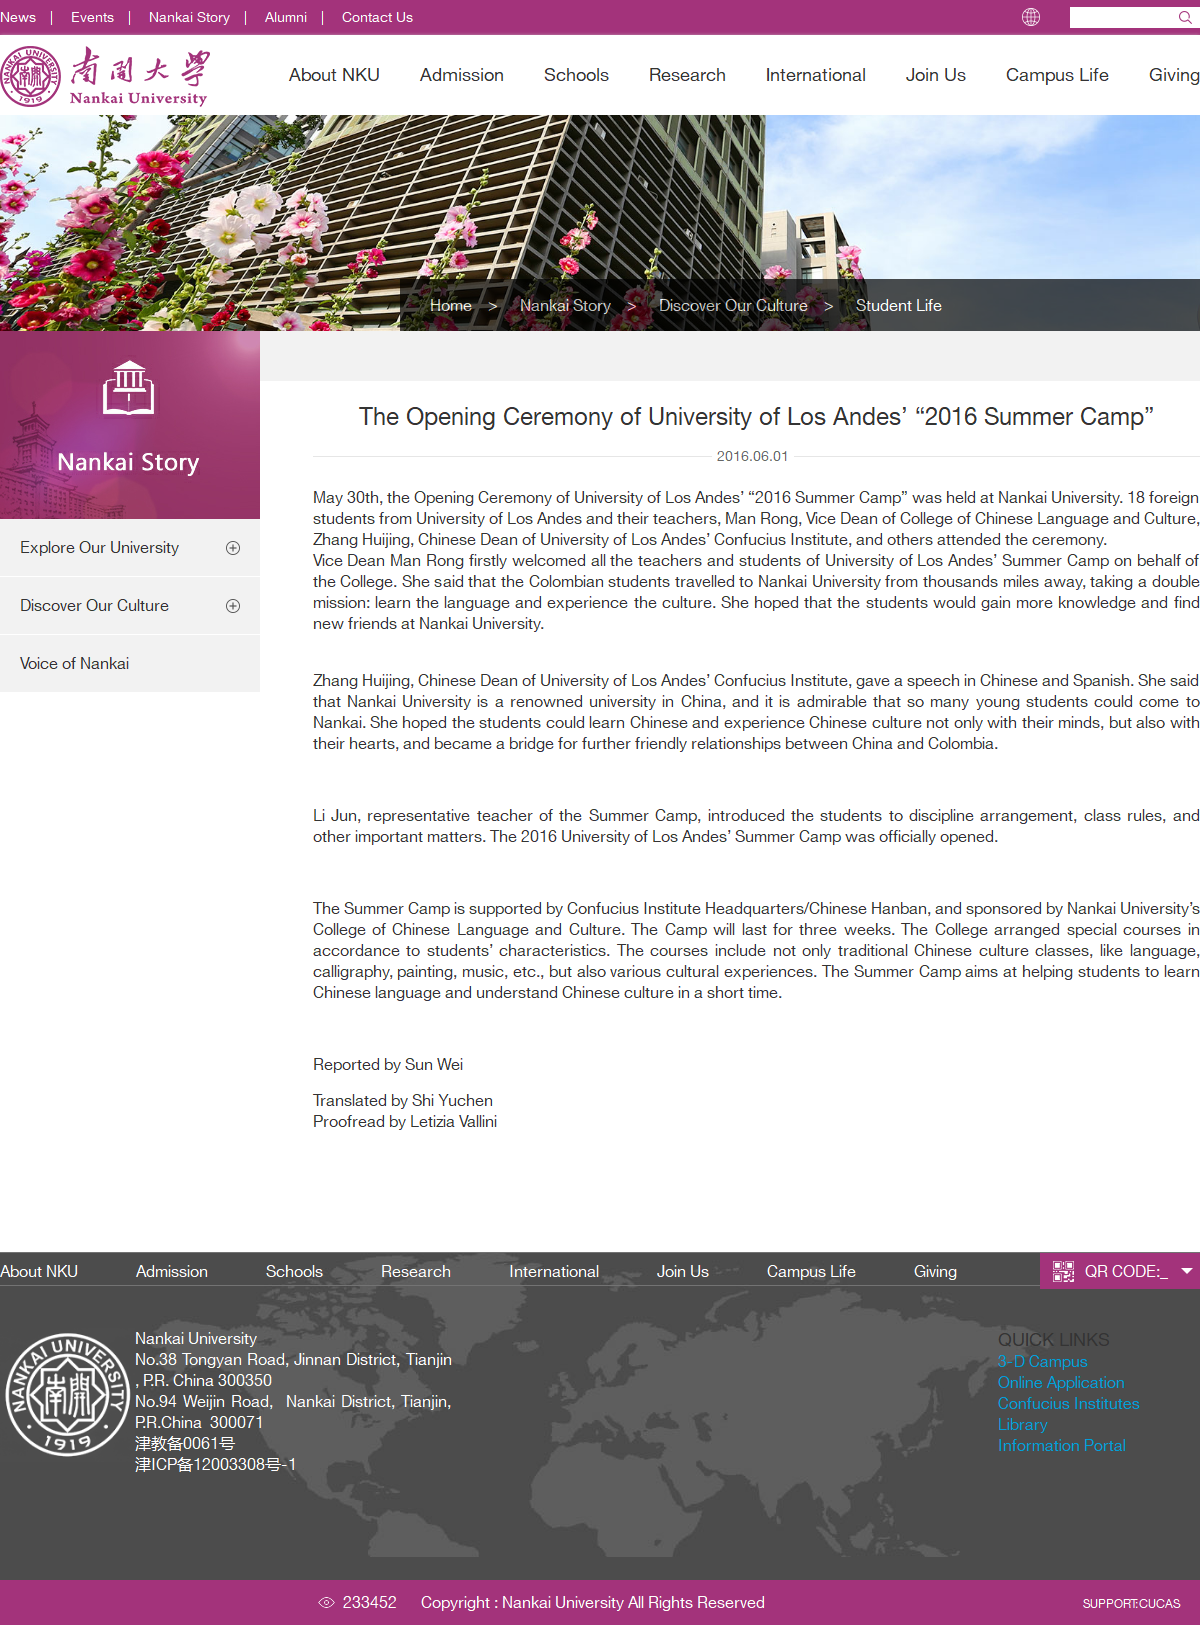 News | Events | Nankai Story | Alumni | Contact Us
NANKAI UNIVERSITY
南開
1919
南開大學
Nankai University
About NKU Admission Schools Research International Join Us Campus Life Giving
Home > Nankai Story > Discover Our Culture > Student Life
Nankai Story
Explore Our University
Discover Our Culture
Voice of Nankai
The Opening Ceremony of University of Los Andes’ “2016 Summer Camp”
2016.06.01
May 30th, the Opening Ceremony of University of Los Andes’ “2016 Summer Camp” was held at Nankai University. 18 foreign
students from University of Los Andes and their teachers, Man Rong, Vice Dean of College of Chinese Language and Culture,
Zhang Huijing, Chinese Dean of University of Los Andes’ Confucius Institute, and others attended the ceremony.
Vice Dean Man Rong firstly welcomed all the teachers and students of University of Los Andes’ Summer Camp on behalf of
the College. She said that the Colombian students travelled to Nankai University from thousands miles away, taking a double
mission: learn the language and experience the culture. She hoped that the students would gain more knowledge and find
new friends at Nankai University.
Zhang Huijing, Chinese Dean of University of Los Andes’ Confucius Institute, gave a speech in Chinese and Spanish. She said
that Nankai University is a renowned university in China, and it is admirable that so many young students could come to
Nankai. She hoped the students could learn Chinese and experience Chinese culture not only with their minds, but also with
their hearts, and became a bridge for further friendly relationships between China and Colombia.
Li Jun, representative teacher of the Summer Camp, introduced the students to discipline arrangement, class rules, and
other important matters. The 2016 University of Los Andes’ Summer Camp was officially opened.
The Summer Camp is supported by Confucius Institute Headquarters/Chinese Hanban, and sponsored by Nankai University’s
College of Chinese Language and Culture. The Camp will last for three weeks. The College arranged special courses in
accordance to students’ characteristics. The courses include not only traditional Chinese culture classes, like language,
calligraphy, painting, music, etc., but also various cultural experiences. The Summer Camp aims at helping students to learn
Chinese language and understand Chinese culture in a short time.
Reported by Sun Wei
Translated by Shi Yuchen
Proofread by Letizia Vallini
About NKU Admission Schools Research International Join Us Campus Life Giving QR CODE:_
NANKAI UNIVERSITY
南開
1919
Nankai University
No.38 Tongyan Road, Jinnan District, Tianjin
, P.R. China 300350
No.94 Weijin Road, Nankai District, Tianjin,
P.R.China 300071
津教备0061号
津ICP备12003308号-1
QUICK LINKS
3-D Campus
Online Application
Confucius Institutes
Library
Information Portal
233452 Copyright : Nankai University All Rights Reserved SUPPORT:CUCAS